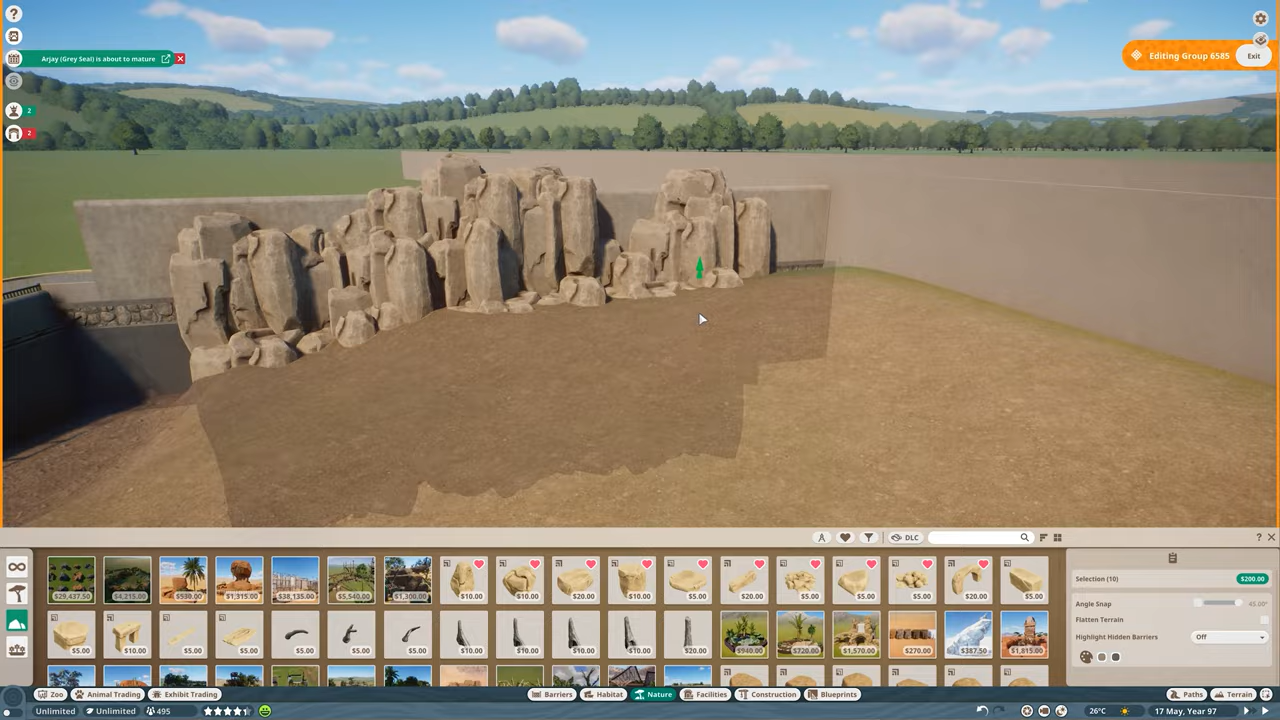 ?
Arjay (Grey Seal) is about to mature
2
2
Editing Group 6585
Exit
DLC
?
$29,437.50
$4,215.00
$530.00
$1,315.00
$38,135.00
$5,540.00
$1,300.00
$10.00
$10.00
$20.00
$10.00
$5.00
$20.00
$5.00
$5.00
$5.00
$20.00
$5.00
$5.00
$10.00
$5.00
$5.00
$5.00
$5.00
$5.00
$10.00
$10.00
$10.00
$10.00
$20.00
$940.00
$720.00
$1,570.00
$270.00
$387.50
$1,815.00
Selection (10)
$200.00
Angle Snap
45.00°
Flatten Terrain
Highlight Hidden Barriers
Off
Zoo
Animal Trading
Exhibit Trading
Barriers
Habitat
Nature
Facilities
Construction
Blueprints
Paths
Terrain
Unlimited
Unlimited
495
26°C
17 May, Year 97